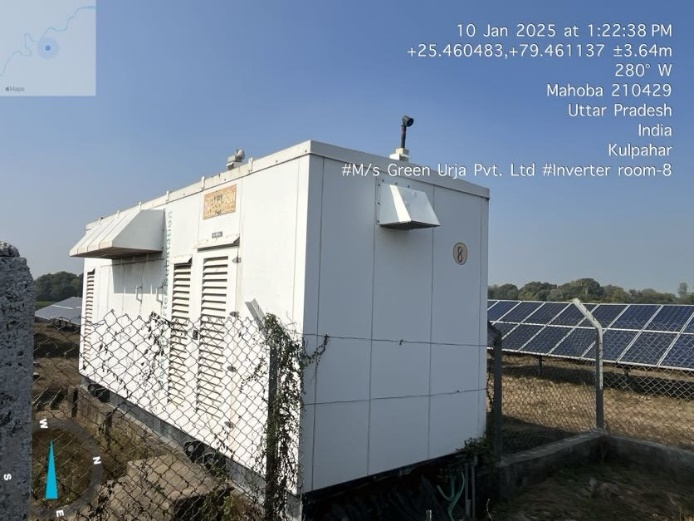 10 Jan 2025 at 1:22:38 PM
+25.460483,+79.461137 ±3.64m
280° W
Mahoba 210429
Uttar Pradesh
India
Kulpahar
#M/s Green Urja Pvt. Ltd #Inverter room-8
Maps
8
W
N
S
E